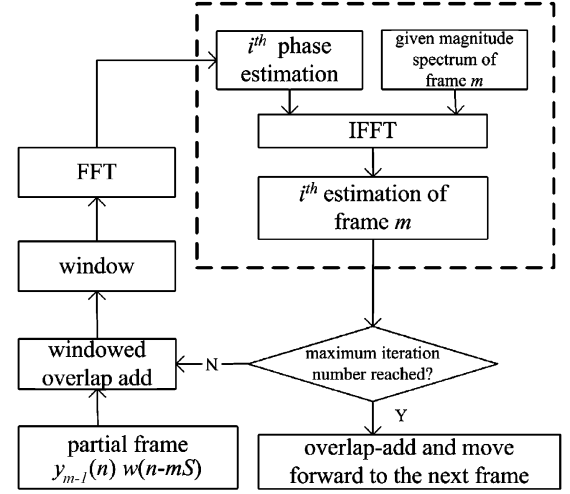 i^th phase
estimation
given magnitude
spectrum of
frame m
IFFT
FFT
i^th estimation of
frame m
window
windowed
overlap add
N
maximum iteration
number reached?
Y
partial frame
y_{m-1}(n) w(n-mS)
overlap-add and move
forward to the next frame